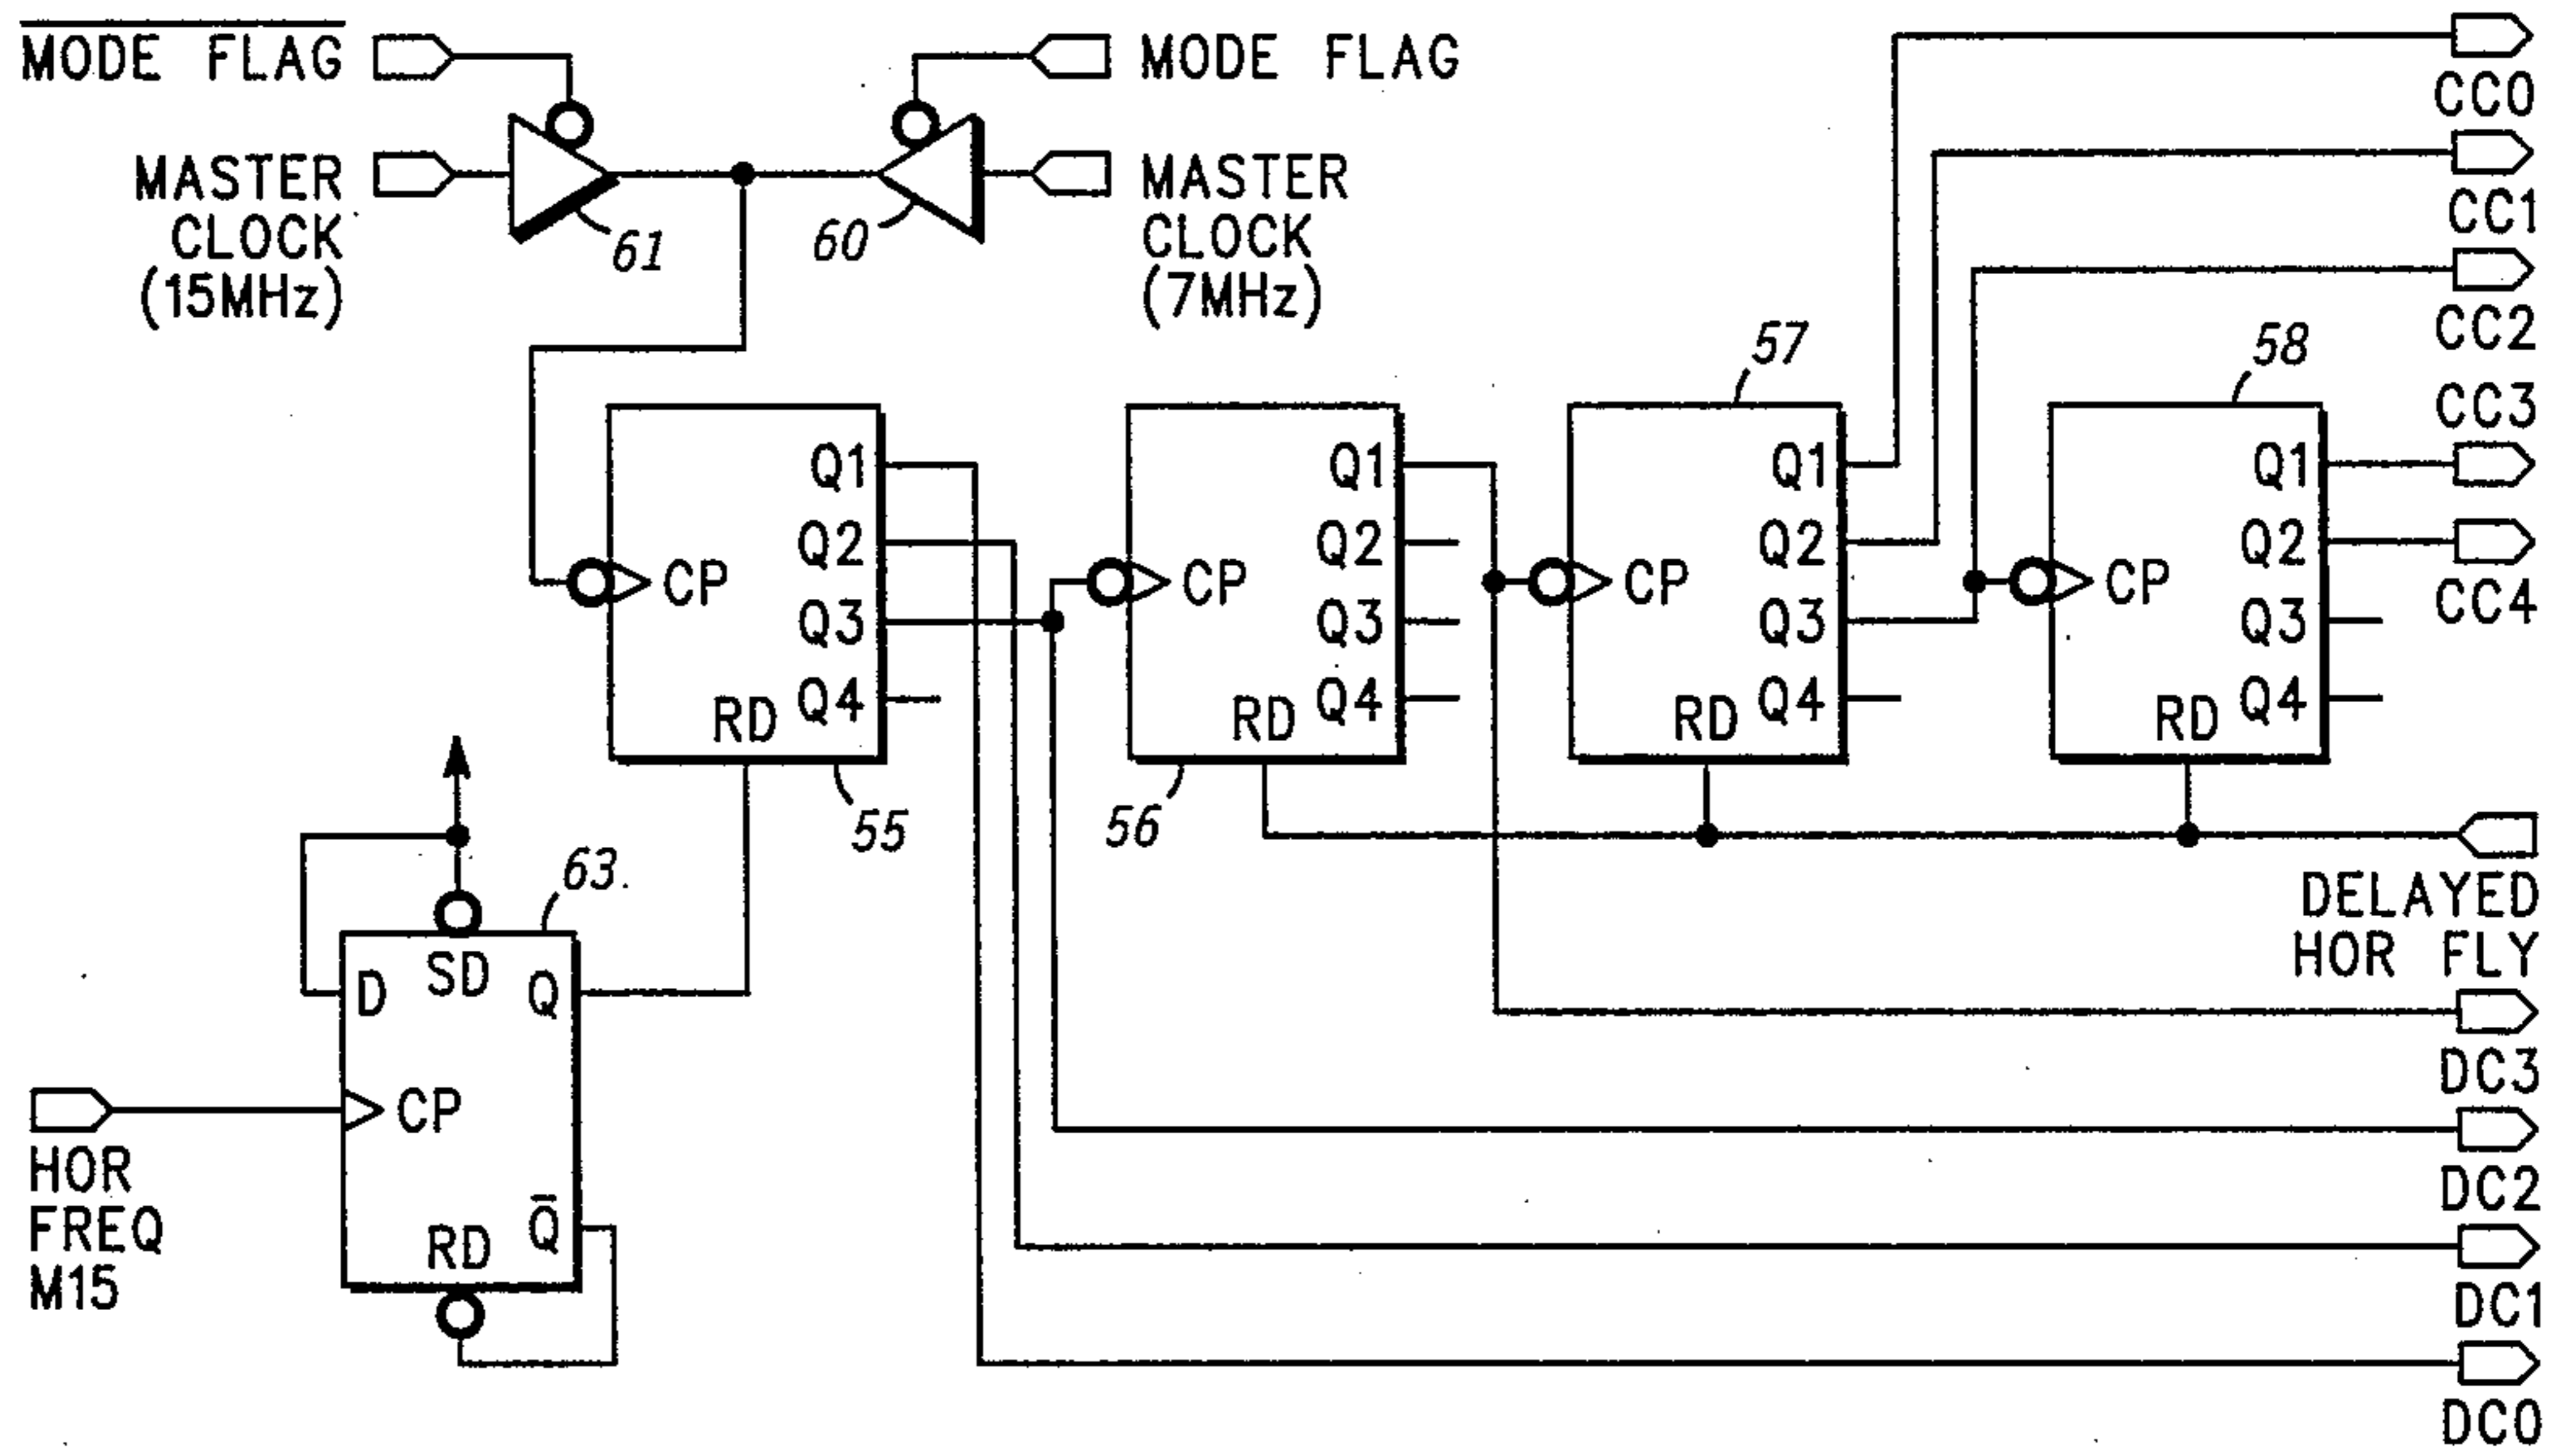 MODE FLAG
MODE FLAG
CC0
MASTER
CLOCK
(15MHz)
61
60
MASTER
CLOCK
(7MHz)
CC1
CC2
57
58
CC3
Q1
Q2
CP
Q3
Q4
RD
55
Q1
Q2
CP
Q3
Q4
RD
56
Q1
Q2
CP
Q3
Q4
RD
Q1
Q2
CP
Q3
Q4
RD
CC4
63
DELAYED
HOR FLY
D
SD
Q
CP
RD
Q̅
HOR
FREQ
M15
DC3
DC2
DC1
DC0